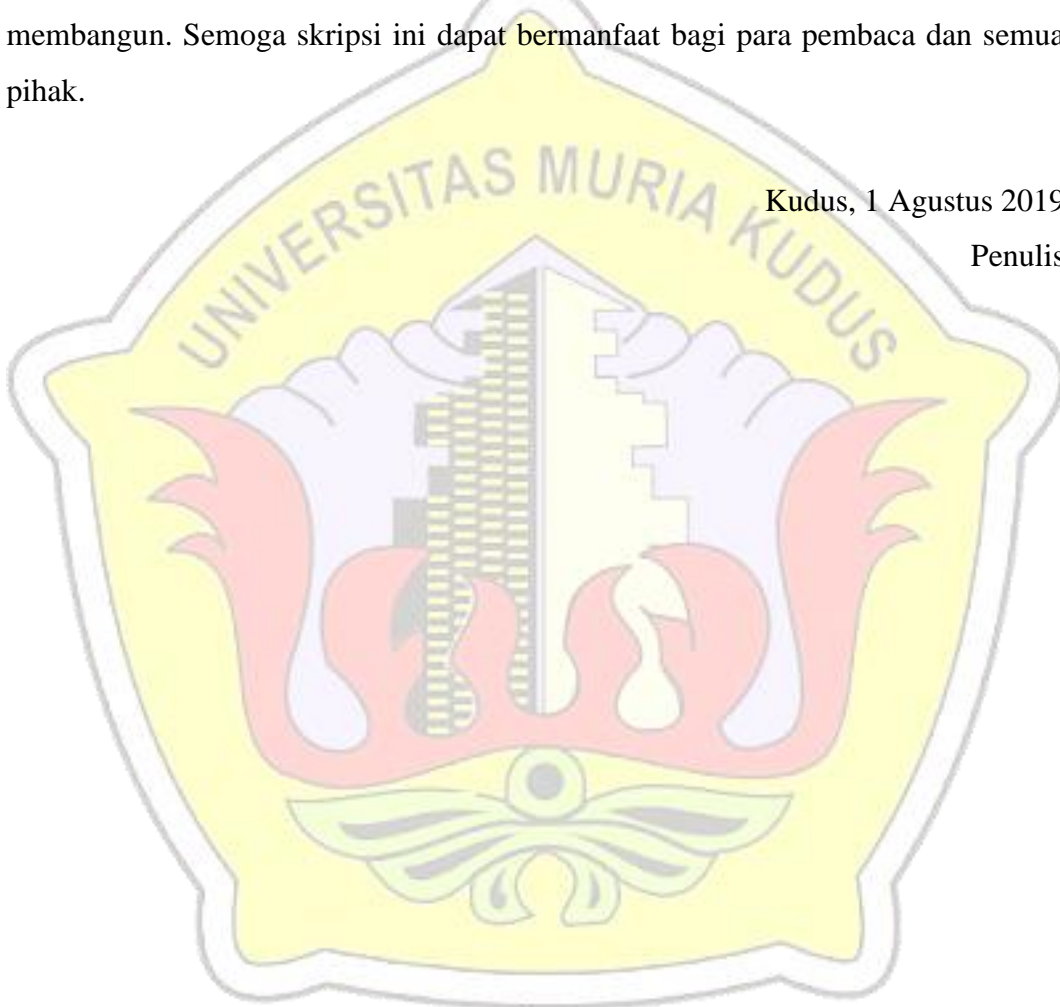 membangun. Semoga skripsi ini dapat bermanfaat bagi para pembaca dan semua
pihak.
UNIVERSITAS MURIA KUDUS
Kudus, 1 Agustus 2019
Penulis